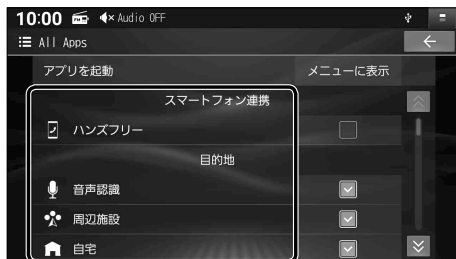 10:00 Audio OFF
All Apps
アプリを起動 メニューに表示
スマートフォン連携
ハンズフリー
目的地
音声認識
周辺施設
自宅